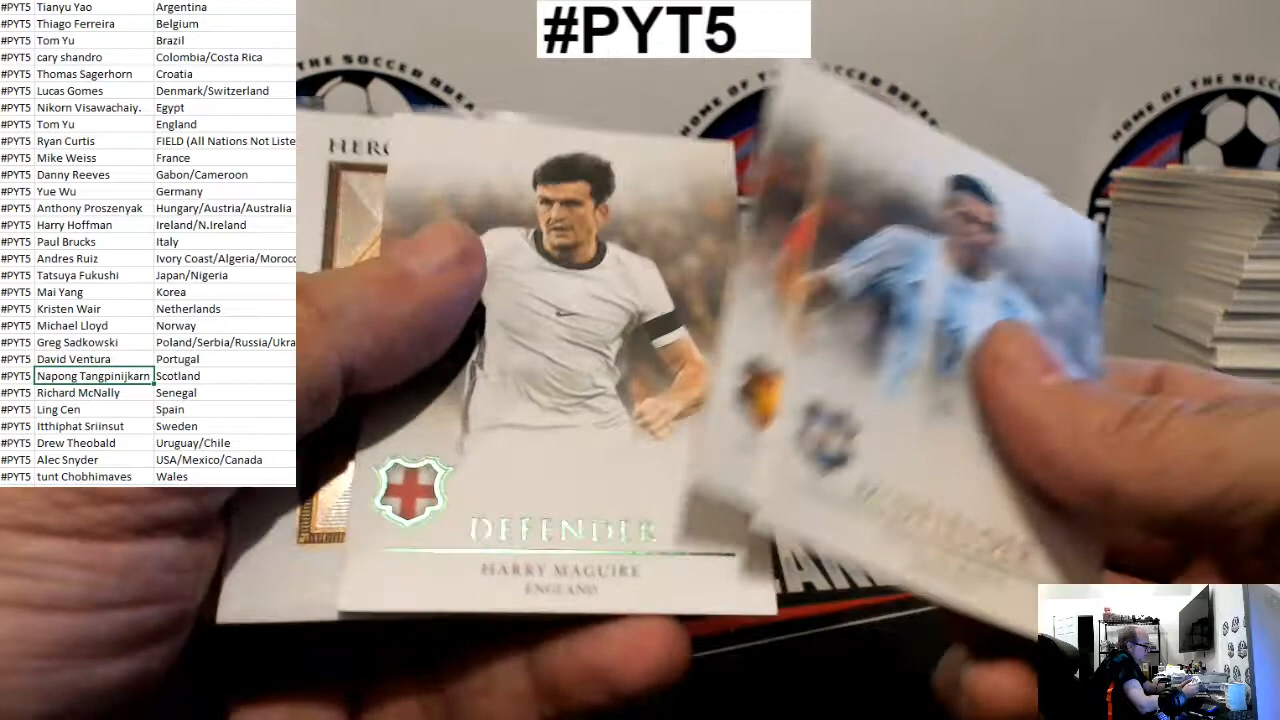 #PYT5 Tianyu Yao Argentina
#PYT5 Thiago Ferreira Belgium
#PYT5 Tom Yu Brazil
#PYT5 cary shandro Colombia/Costa Rica
#PYT5 Thomas Sagerhorn Croatia
#PYT5 Lucas Gomes Denmark/Switzerland
#PYT5 Nikorn Visawachaiy. Egypt
#PYT5 Tom Yu England
#PYT5 Ryan Curtis FIELD (All Nations Not Liste
#PYT5 Mike Weiss France
#PYT5 Danny Reeves Gabon/Cameroon
#PYT5 Yue Wu Germany
#PYT5 Anthony Proszenyak Hungary/Austria/Australia
#PYT5 Harry Hoffman Ireland/N.Ireland
#PYT5 Paul Brucks Italy
#PYT5 Andres Ruiz Ivory Coast/Algeria/Moroco
#PYT5 Tatsuya Fukushi Japan/Nigeria
#PYT5 Mai Yang Korea
#PYT5 Kristen Wair Netherlands
#PYT5 Michael Lloyd Norway
#PYT5 Greg Sadkowski Poland/Serbia/Russia/Ukra
#PYT5 David Ventura Portugal
#PYT5 Napong Tangpinijkarn Scotland
#PYT5 Richard McNally Senegal
#PYT5 Ling Cen Spain
#PYT5 Itthiphat Sriinsut Sweden
#PYT5 Drew Theobald Uruguay/Chile
#PYT5 Alec Snyder USA/Mexico/Canada
#PYT5 tunt Chobhimaves Wales
#PYT5
HOME OF THE SOCCER
HERO
DEFENDER
HARRY MAGUIRE
ENGLAND